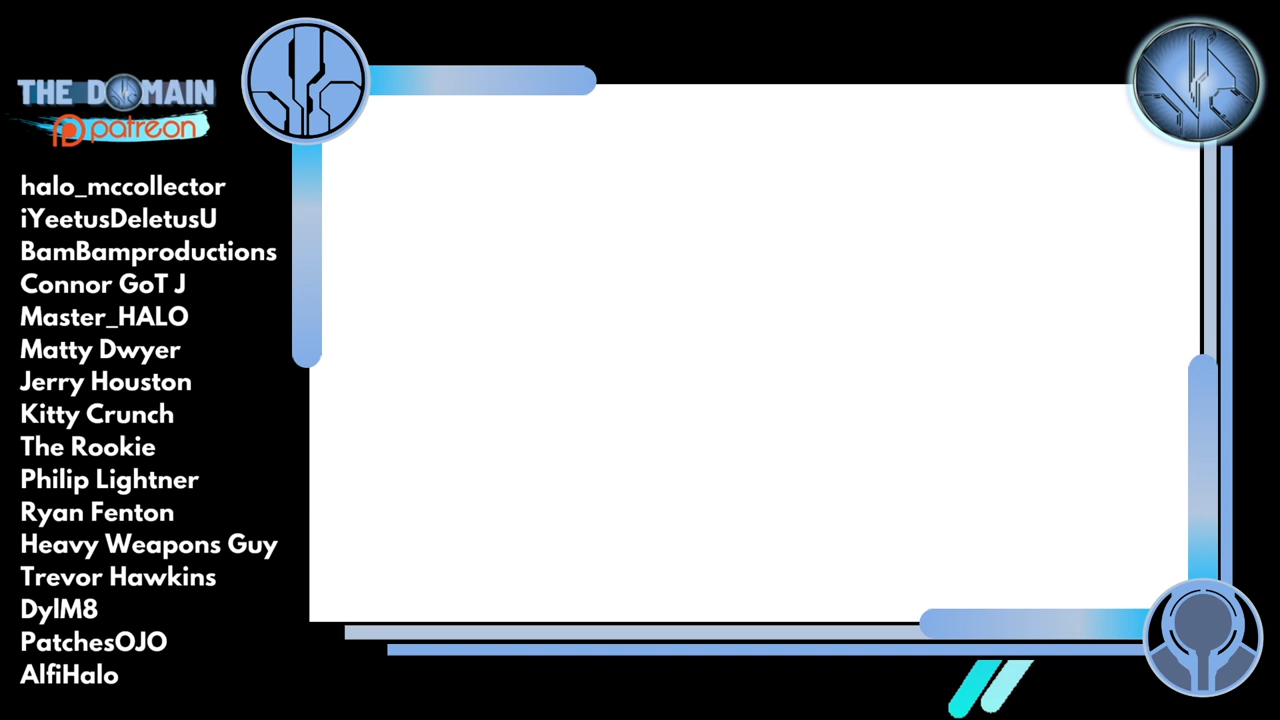 THE DOMAIN
patreon
halo_mccollector
iYeetusDeletusU
BamBamproductions
Connor GoT J
Master_HALO
Matty Dwyer
Jerry Houston
Kitty Crunch
The Rookie
Philip Lightner
Ryan Fenton
Heavy Weapons Guy
Trevor Hawkins
DylM8
PatchesOJO
AlfiHalo